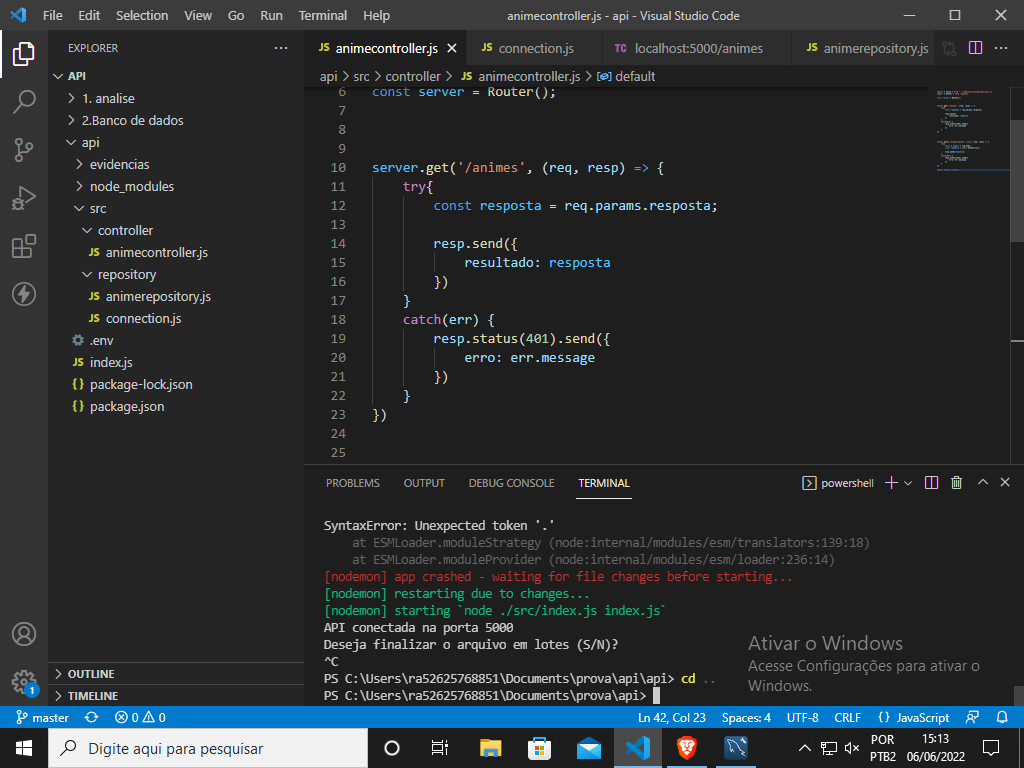 File Edit Selection View Go Run Terminal Help animecontroller.js - api - Visual Studio Code
EXPLORER
API
1. analise
2.Banco de dados
api
evidencias
node_modules
src
controller
JS animecontroller.js
repository
JS animerepository.js
JS connection.js
.env
JS index.js
{} package-lock.json
{} package.json
OUTLINE
TIMELINE
JS animecontroller.js JS connection.js TC localhost:5000/animes JS animerepository.js
api > src > controller > JS animecontroller.js > default
6 const server = Router();
7
8
9
10 server.get('/animes', (req, resp) => {
11 try{
12 const resposta = req.params.resposta;
13
14 resp.send({
15 resultado: resposta
16 })
17 }
18 catch(err) {
19 resp.status(401).send({
20 erro: err.message
21 })
22 }
23 })
24
25
PROBLEMS OUTPUT DEBUG CONSOLE TERMINAL powershell
SyntaxError: Unexpected token '.'
at ESMLoader.moduleStrategy (node:internal/modules/esm/translators:139:18)
at ESMLoader.moduleProvider (node:internal/modules/esm/loader:236:14)
[nodemon] app crashed - waiting for file changes before starting...
[nodemon] restarting due to changes...
[nodemon] starting `node ./src/index.js index.js`
API conectada na porta 5000
Deseja finalizar o arquivo em lotes (S/N)?
^C
PS C:\Users\ra52625768851\Documents\prova\api\api> cd ..
PS C:\Users\ra52625768851\Documents\prova\api>
Ativar o Windows
Acesse Configurações para ativar o
Windows.
1
master 0 0 Ln 42, Col 23 Spaces: 4 UTF-8 CRLF {} JavaScript
Digite aqui para pesquisar
POR
PTB2
15:13
06/06/2022